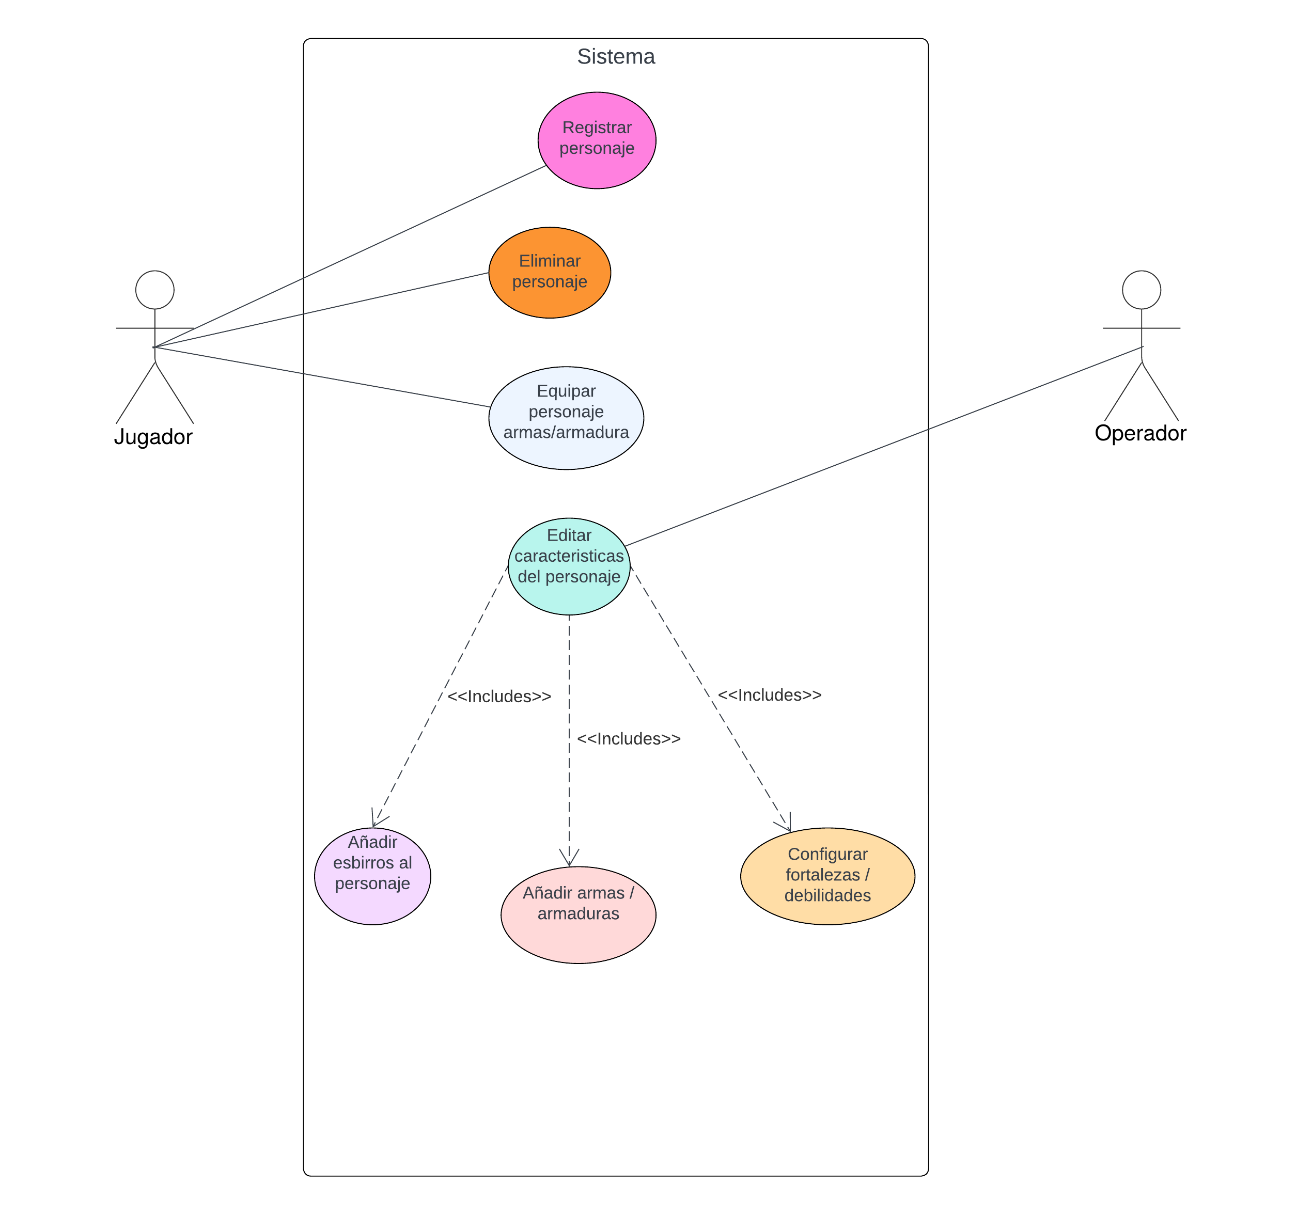 Sistema
Registrar
personaje
Eliminar
personaje
Jugador
Operador
Equipar
personaje
armas/armadura
Editar
caracteristicas
del personaje
<<Includes>>
<<Includes>>
<<Includes>>
Añadir
esbirros al
personaje
Añadir armas /
armaduras
Configurar
fortalezas /
debilidades